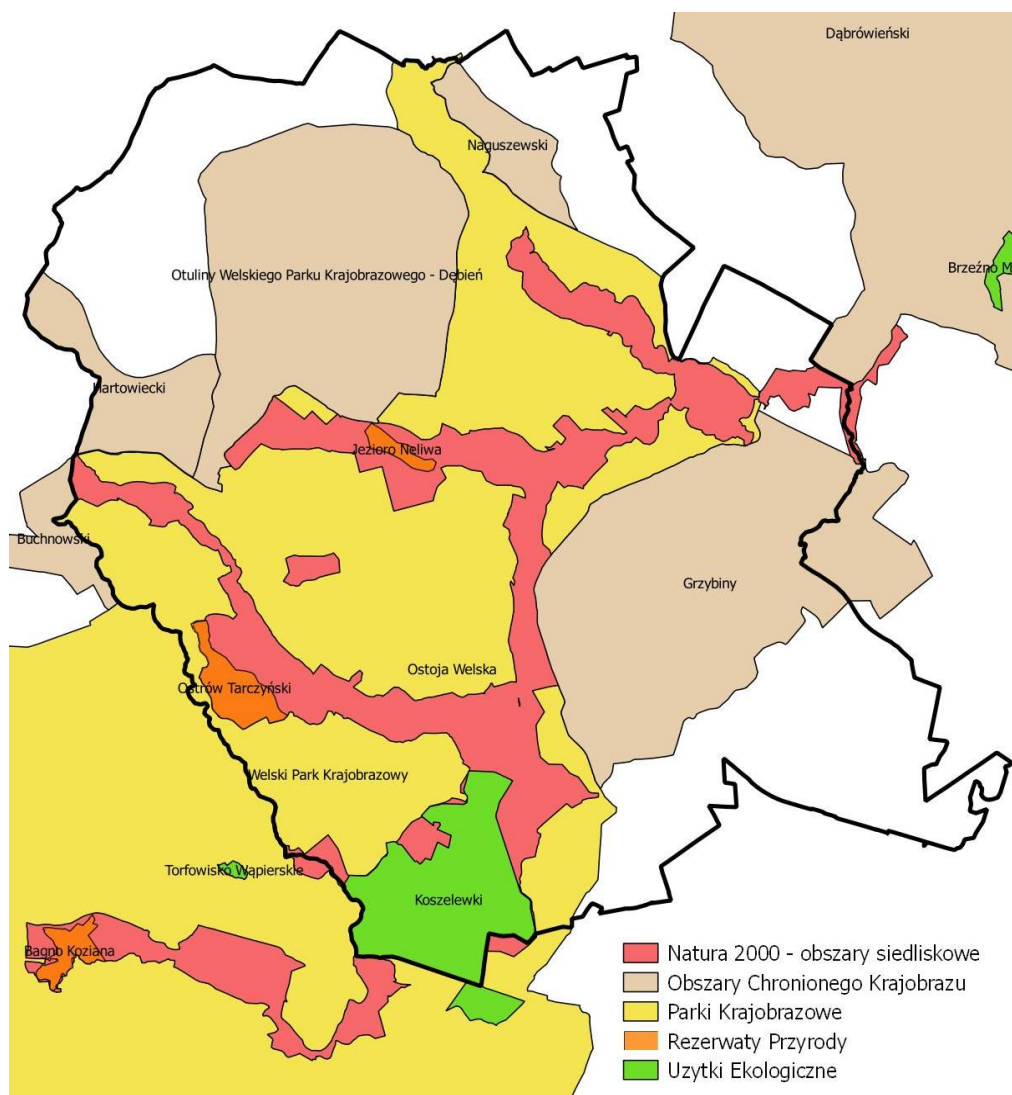 Dąbrówieński
Naguszewski
Otuliny Welskiego Parku Krajobrazowego - Dębień
Brzeźno M
Hartowiecki
Jezioro Neliwa
Buchnowski
Grzybiny
Ostoja Welska
Ostrów Tarczyński
Welski Park Krajobrazowy
Torfowisko Wąpierskie
Koszelewki
Bagno Koziana
Natura 2000 - obszary siedliskowe
Obszary Chronionego Krajobrazu
Parki Krajobrazowe
Rezerwaty Przyrody
Uzytki Ekologiczne